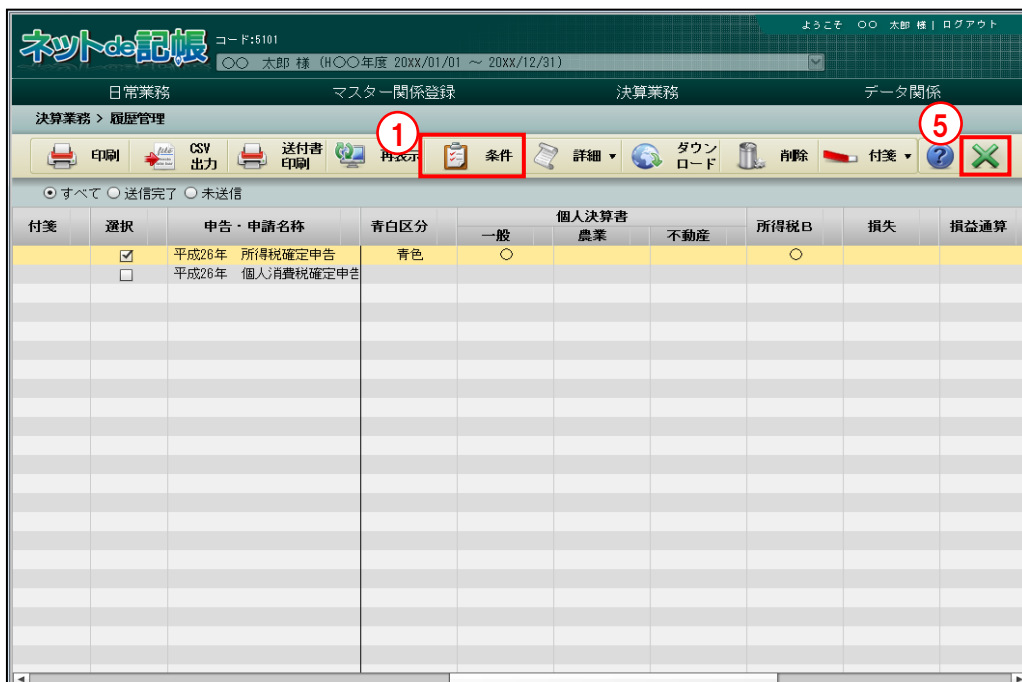 ようこそ 〇〇 太郎 様 | ログアウト
ネットde記帳
コード:5101
〇〇 太郎 様 (H〇〇年度 20XX/01/01 ～ 20XX/12/31)
日常業務 マスター関係登録 決算業務 データ関係
決算業務 > 履歴管理
① ⑤
印刷 CSV出力 送付書印刷 再表示 条件 詳細 ▼ ダウンロード 削除 付箋 ▼ ?
すべて 送信完了 未送信
付箋 選択 申告・申請名称 青白区分 個人決算書 所得税B 損失 損益通算
一般 農業 不動産
平成26年 所得税確定申告 青色 〇 〇
平成26年 個人消費税確定申告